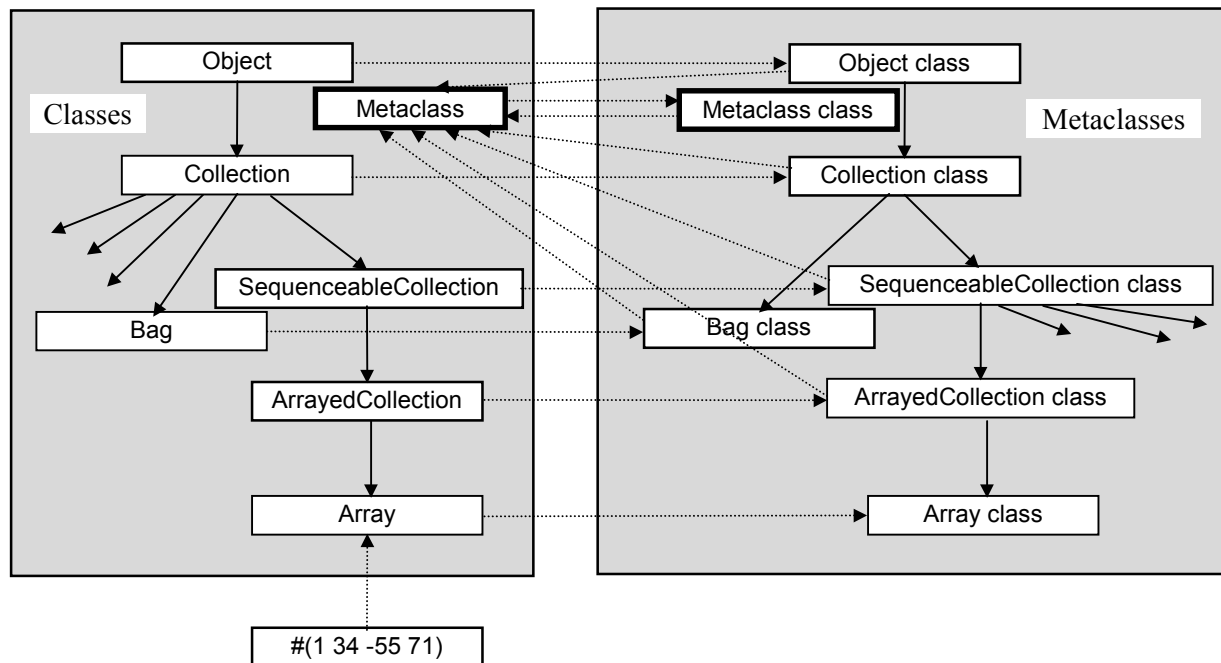 Object
Object class
Metaclass
Metaclass class
Classes
Metaclasses
Collection
Collection class
SequenceableCollection
SequenceableCollection class
Bag
Bag class
ArrayedCollection
ArrayedCollection class
Array
Array class
#(1 34 -55 71)